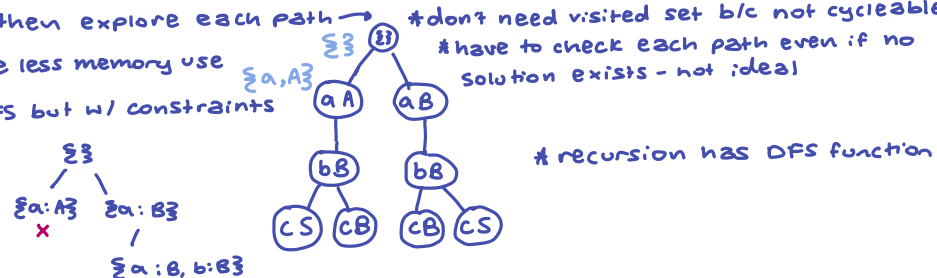 then explore each path
*don't need visited set b/c not cycleable
{}
{}
*have to check each path even if no
solution exists - not ideal
less memory use
{a,A}
aA
aB
but w/ constraints
{}
bB
bB
* recursion has DFS function
{a:A}
{a:B}
x
cS
cB
cB
cS
{a:B, b:B}